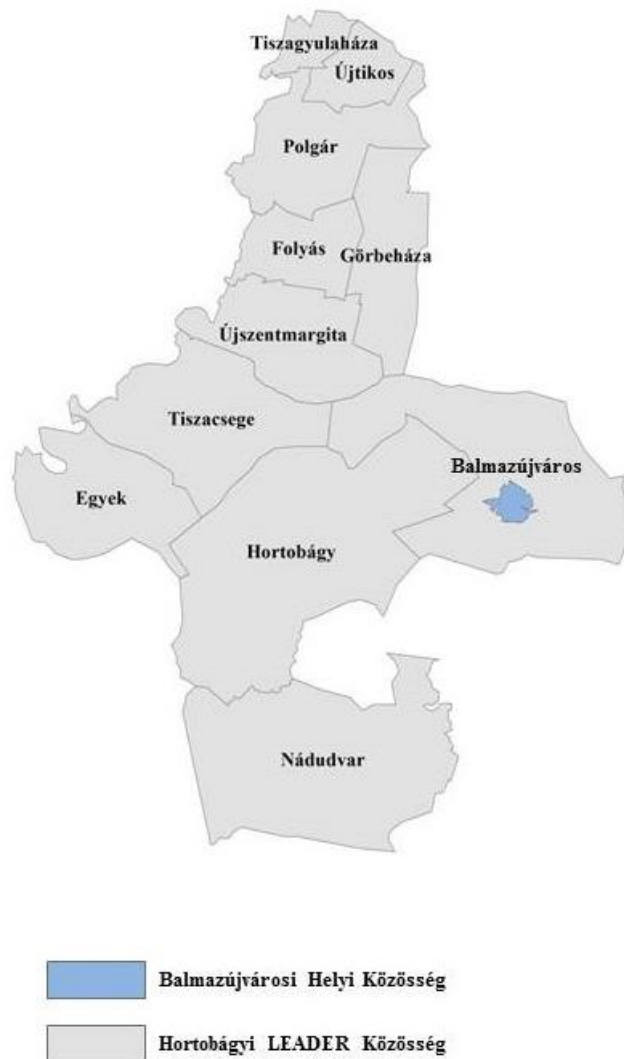 Tiszagyulaháza
Újtikos
Polgár
Folyás
Görbeháza
Újszentmargita
Tiszacsege
Balmazújváros
Egyek
Hortobágy
Nádudvar
Balmazújvárosi Helyi Közösség
Hortobágyi LEADER Közösség